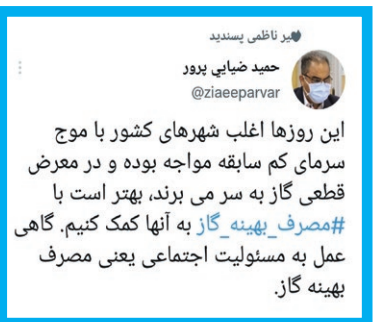 امیر ناظمی پسندید
حمید ضیایی پرور
@ziaeeparvar
این روزها اغلب شهرهای کشور با موج
سرمای کم سابقه مواجه بوده و در معرض
قطعی گاز به سر می برند، بهتر است با
#مصرف_بهینه_گاز به آنها کمک کنیم. گاهی
عمل به مسئولیت اجتماعی یعنی مصرف
بهینه گاز.